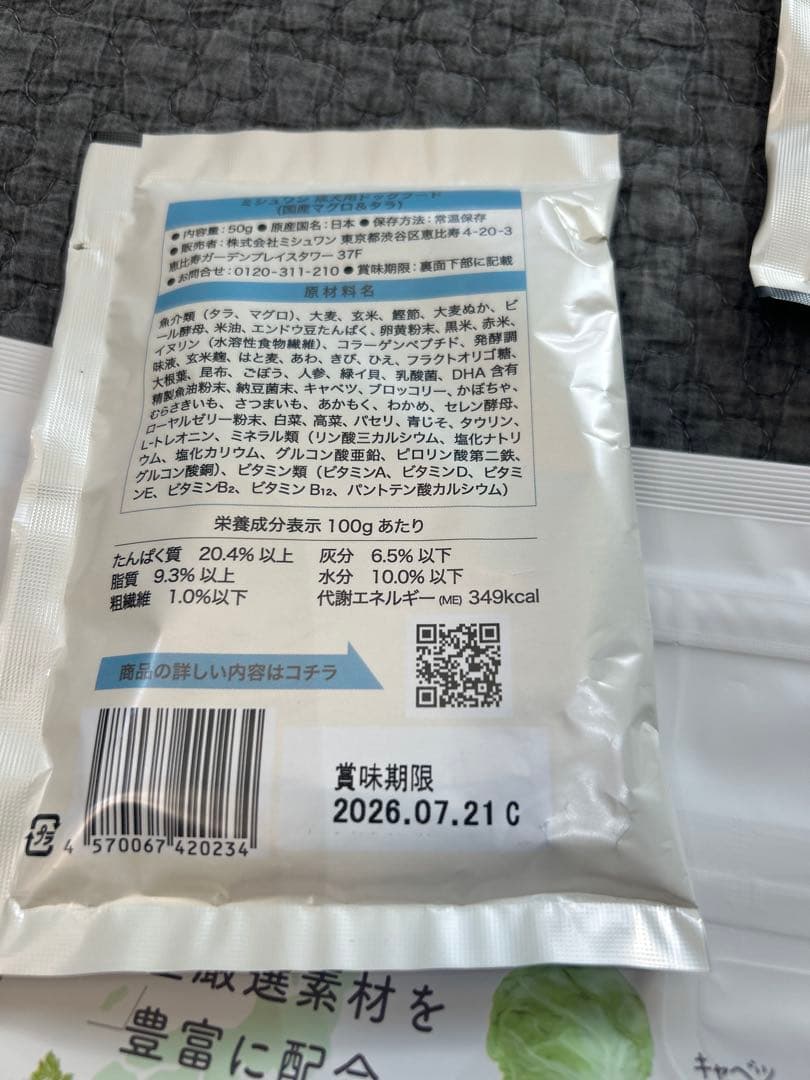 ミシュワン 成犬用ドッグフード
(国産マグロ&タラ)
● 内容量：50g ● 原産国名：日本 ● 保存方法：常温保存
● 販売者：株式会社ミシュワン 東京都渋谷区恵比寿 4-20-3
恵比寿ガーデンプレイスタワー 37F
● お問合せ：0120-311-210 ● 賞味期限：裏面下部に記載
原材料名
魚介類（タラ、マグロ）、大麦、玄米、鰹節、大麦ぬか、ビ
ール酵母、米油、エンドウ豆たんぱく、卵黄粉末、黒米、赤米、
イヌリン（水溶性食物繊維）、コラーゲンペプチド、発酵調
味液、玄米麹、はと麦、あわ、きび、ひえ、フラクトオリゴ糖、
大根葉、昆布、ごぼう、人参、緑イ貝、乳酸菌、DHA 含有
精製魚油粉末、納豆菌末、キャベツ、ブロッコリー、かぼちゃ、
むらさきいも、さつまいも、あかもく、わかめ、セレン酵母、
ローヤルゼリー粉末、白菜、高菜、パセリ、青じそ、タウリン、
L-トレオニン、ミネラル類（リン酸三カルシウム、塩化ナトリ
ウム、塩化カリウム、グルコン酸亜鉛、ピロリン酸第二鉄、
グルコン酸銅）、ビタミン類（ビタミンA、ビタミンD、ビタミ
ンE、ビタミンB₂、ビタミン B₁₂、パントテン酸カルシウム）
栄養成分表示 100g あたり
たんぱく質 20.4% 以上 灰分 6.5% 以下
脂質 9.3% 以上 水分 10.0% 以下
粗繊維 1.0%以下 代謝エネルギー (ME) 349kcal
商品の詳しい内容はコチラ
賞味期限
2026.07.21 C
プラ
4 570067 420234
厳選素材を
豊富に配合
キャベツ